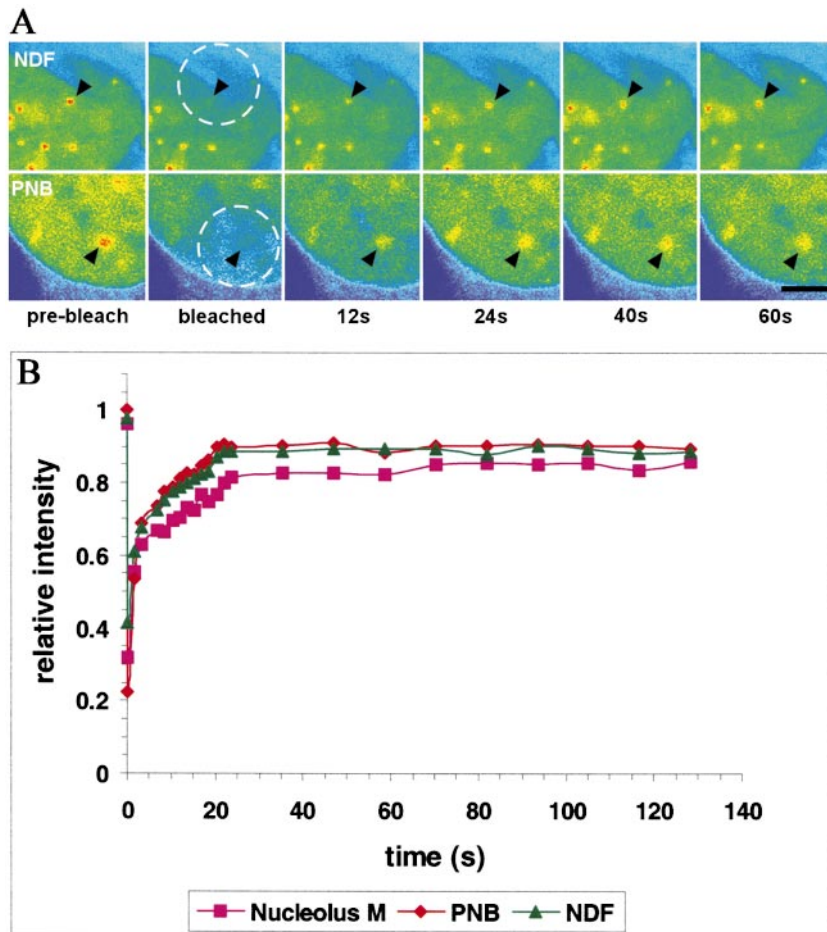 A
NDF
PNB
pre-bleach bleached 12s 24s 40s 60s
B
relative intensity
1
0.8
0.6
0.4
0.2
0
0 20 40 60 80 100 120 140
time (s)
Nucleolus M PNB NDF